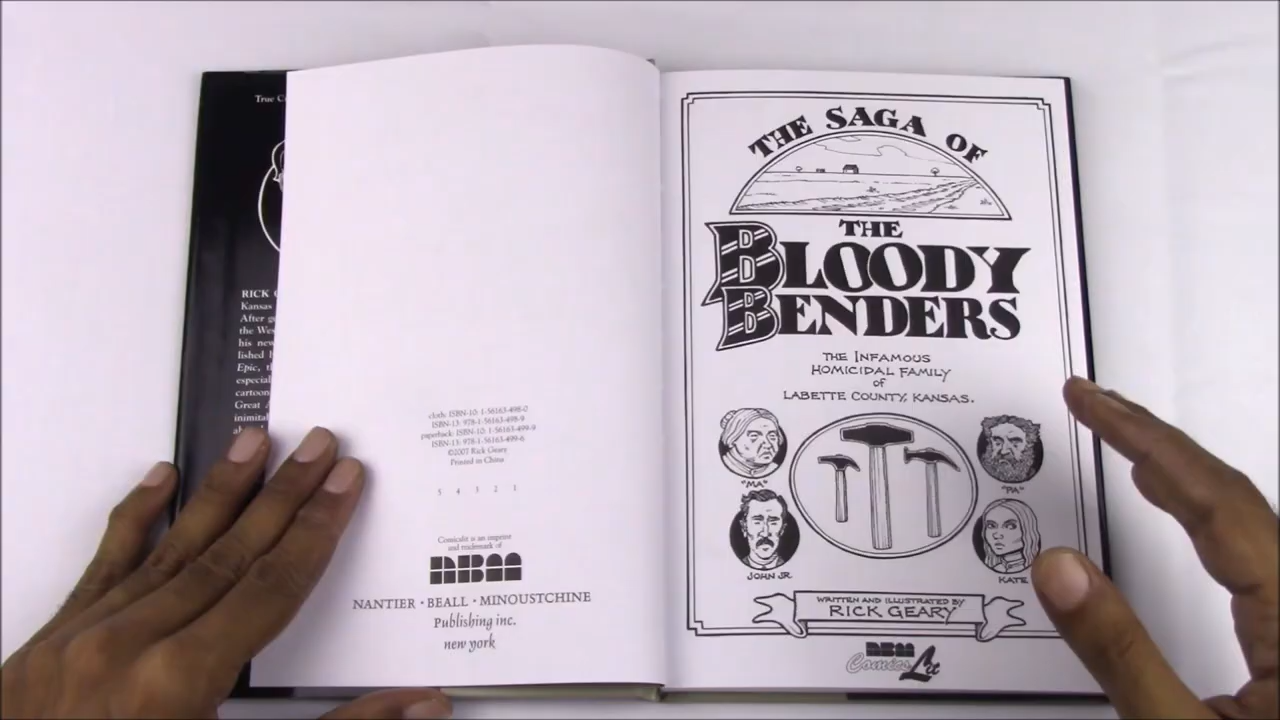 True
RICK
Kansas
After
the
his new
lished
Epic,
especial
cartoon
Great
inimita
cloth: ISBN-10: 1-56163-498-0
ISBN-13: 978-1-56163-498-9
paperback: ISBN-10: 1-56163-499-9
ISBN-13: 978-1-56163-499-6
©2007 Rick Geary
Printed in China
5 4 3 2 1
Comicslit is an imprint
and trademark of
NBM
NANTIER • BEALL • MINOUSTCHINE
Publishing inc.
new york
THE SAGA OF
THE
BLOODY
BENDERS
THE INFAMOUS
HOMICIDAL FAMILY
OF
LABETTE COUNTY, KANSAS.
"MA"
"PA"
JOHN JR
KATE
WRITTEN AND ILLUSTRATED BY
RICK GEARY
NBM
ComicsLit